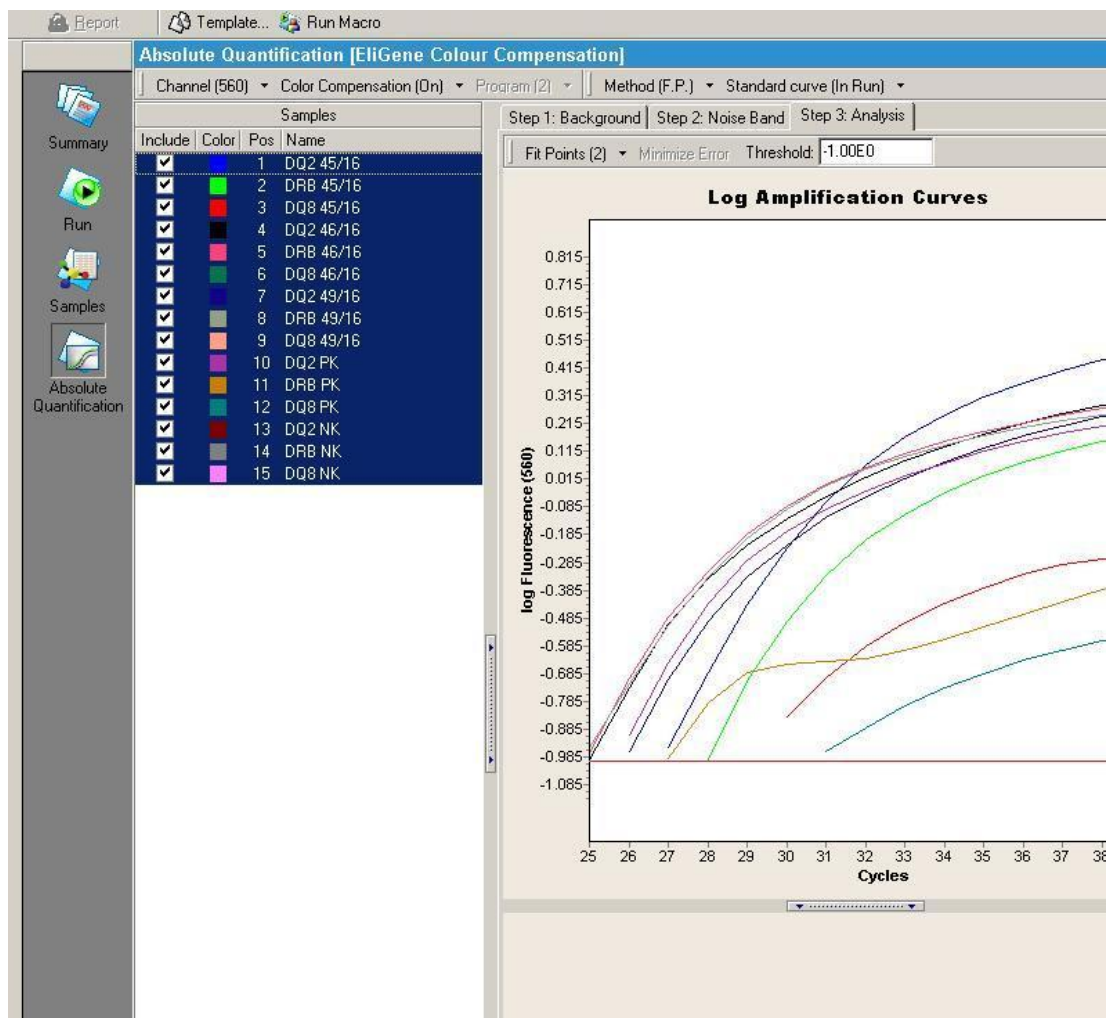 Report Template... Run Macro
Absolute Quantification [EliGene Colour Compensation]
Channel (560) Color Compensation (On) Program (2) Method (F.P.) Standard curve (In Run)
Summary
Run
Samples
Absolute
Quantification
Samples
Include Color Pos Name
1 DQ2 45/16
2 DRB 45/16
3 DQ8 45/16
4 DQ2 46/16
5 DRB 46/16
6 DQ8 46/16
7 DQ2 49/16
8 DRB 49/16
9 DQ8 49/16
10 DQ2 PK
11 DRB PK
12 DQ8 PK
13 DQ2 NK
14 DRB NK
15 DQ8 NK
Step 1: Background Step 2: Noise Band Step 3: Analysis
Fit Points (2) Minimize Error Threshold: -1.00E0
Log Amplification Curves
log Fluorescence (560)
0.815
0.715
0.615
0.515
0.415
0.315
0.215
0.115
0.015
-0.085
-0.185
-0.285
-0.385
-0.485
-0.585
-0.685
-0.785
-0.885
-0.985
-1.085
25 26 27 28 29 30 31 32 33 34 35 36 37 38
Cycles